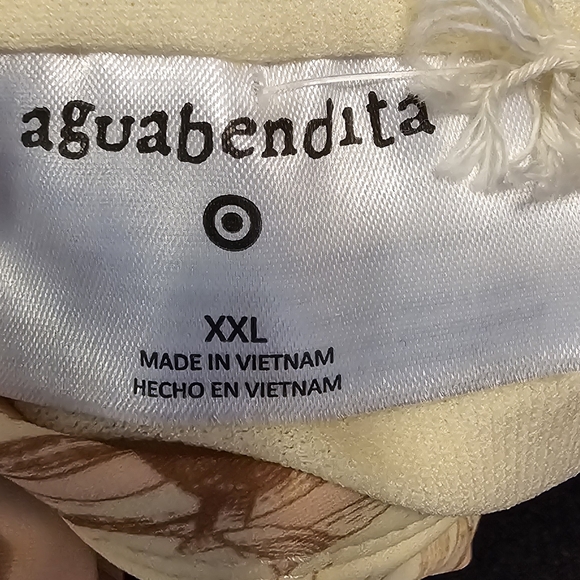 aguabendita
XXL
MADE IN VIETNAM
HECHO EN VIETNAM